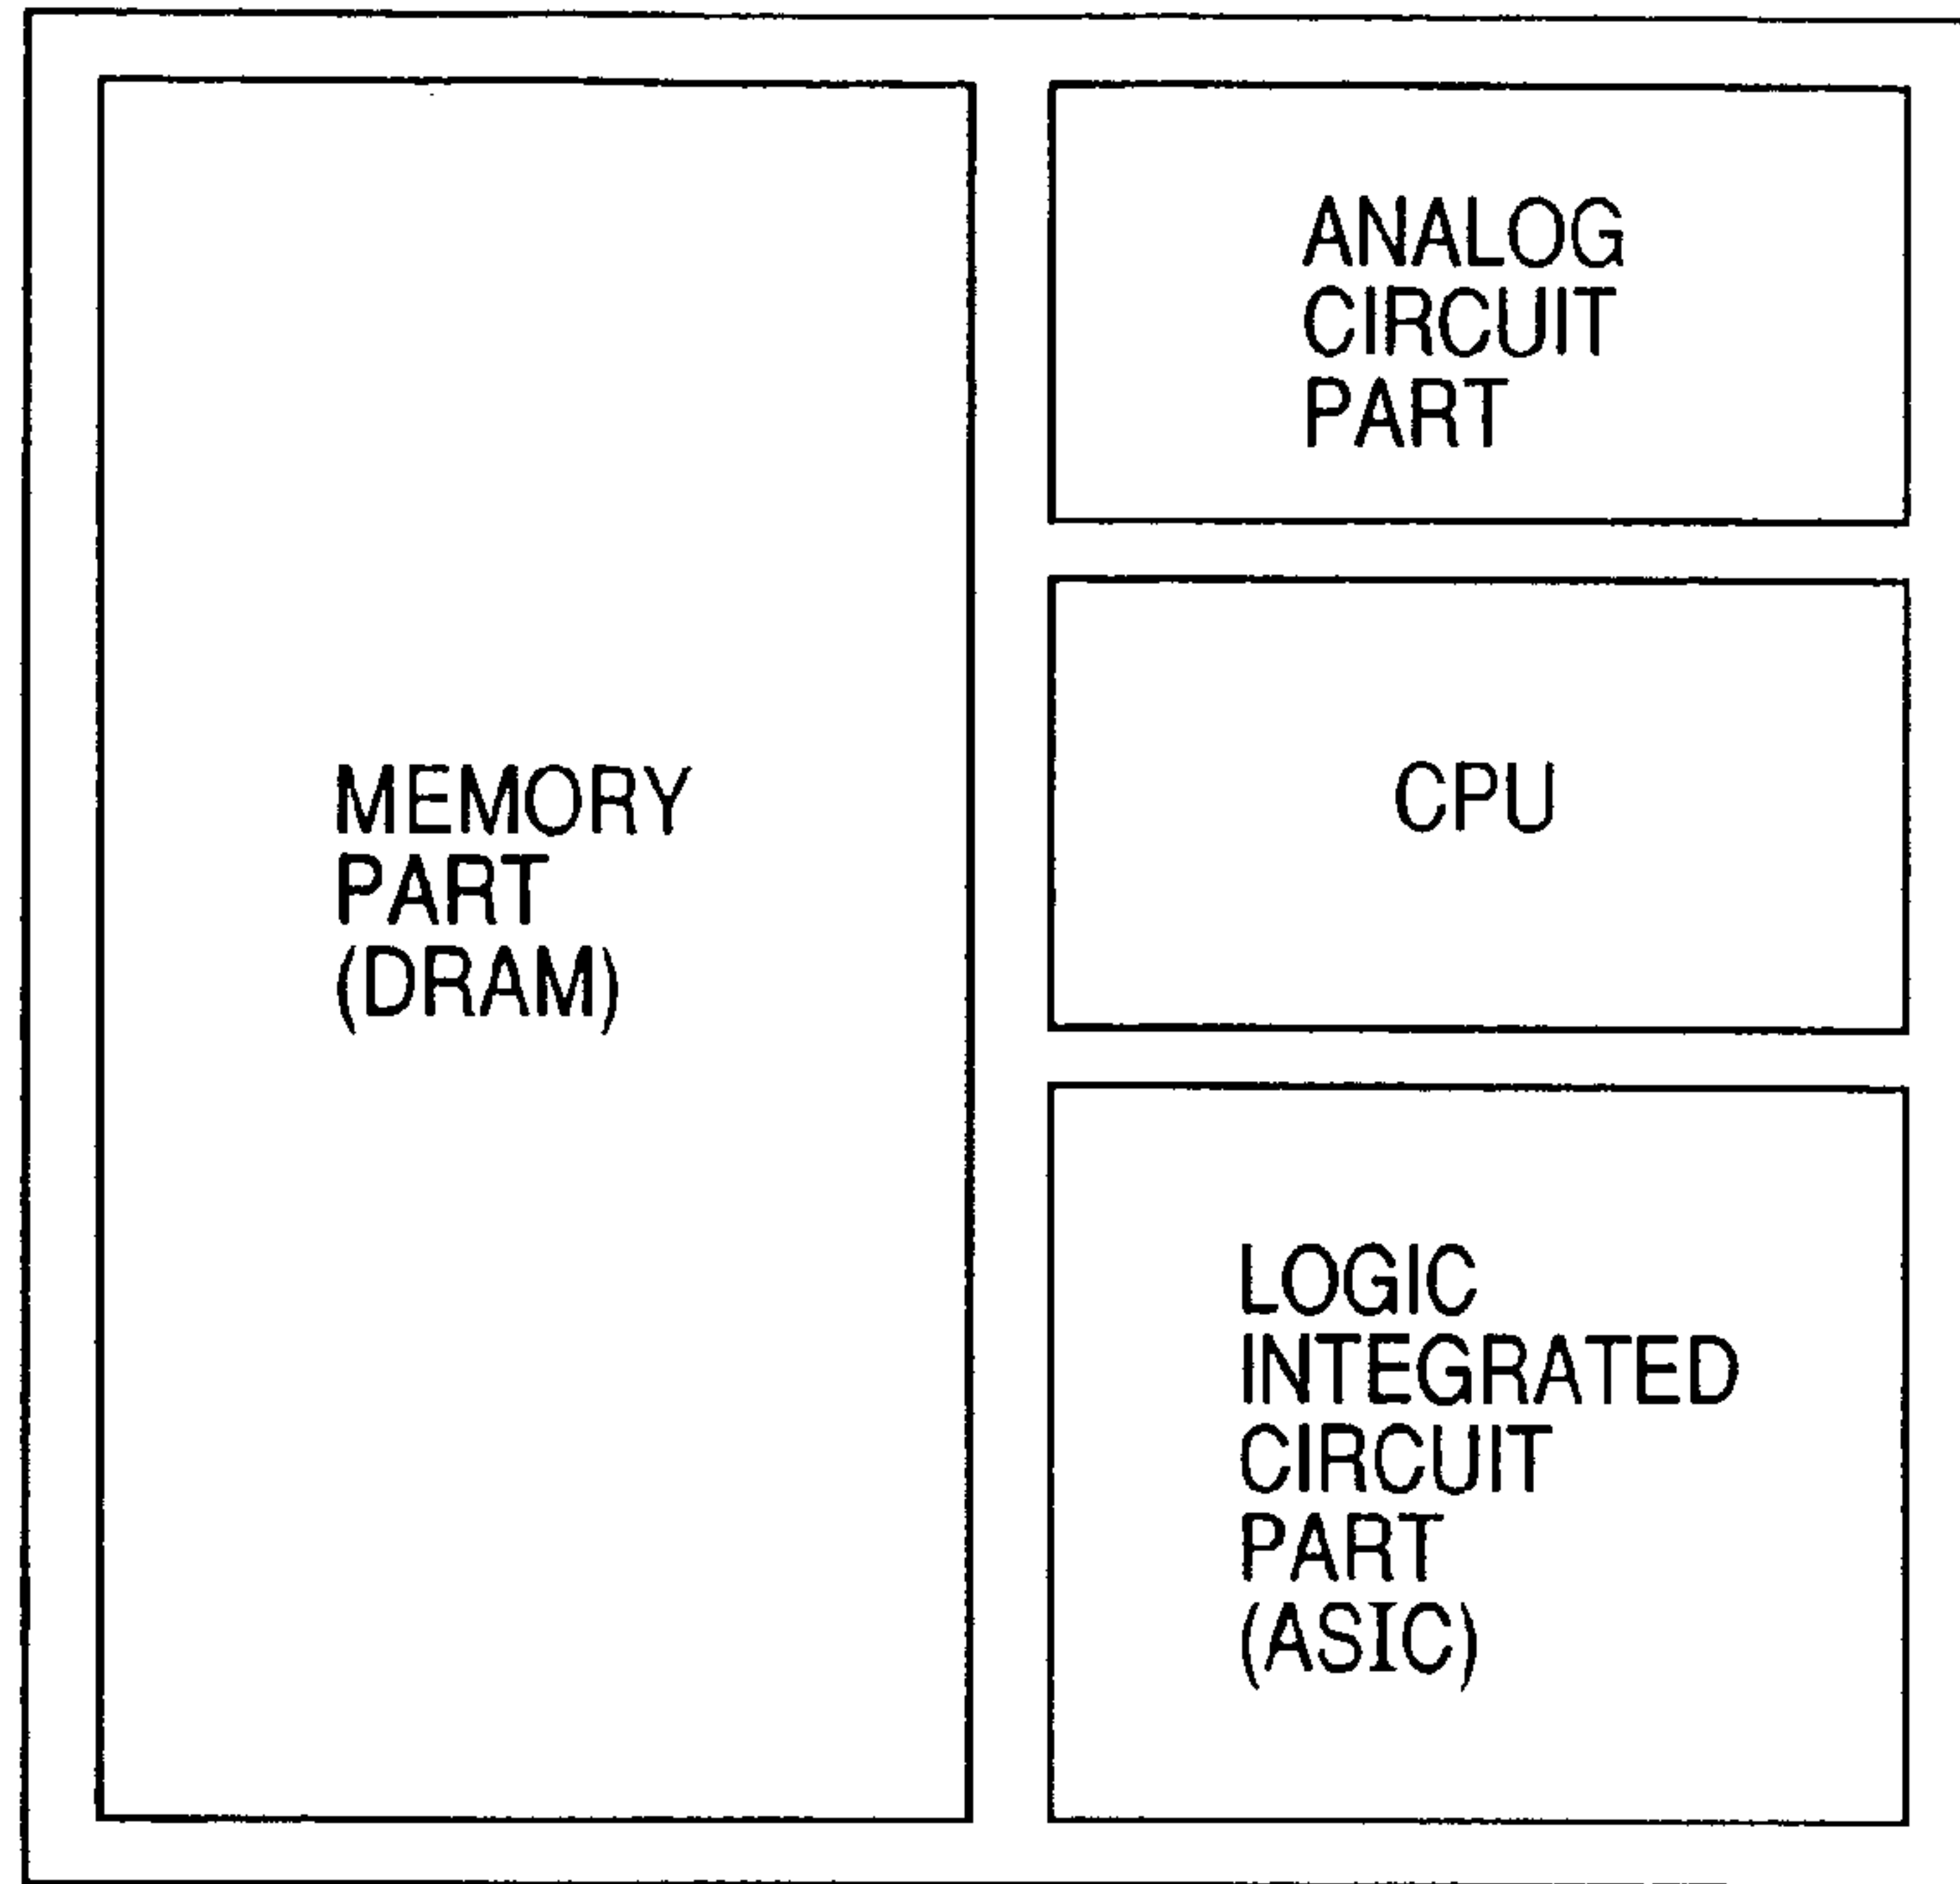 MEMORY
PART
(DRAM)
ANALOG
CIRCUIT
PART
CPU
LOGIC
INTEGRATED
CIRCUIT
PART
(ASIC)